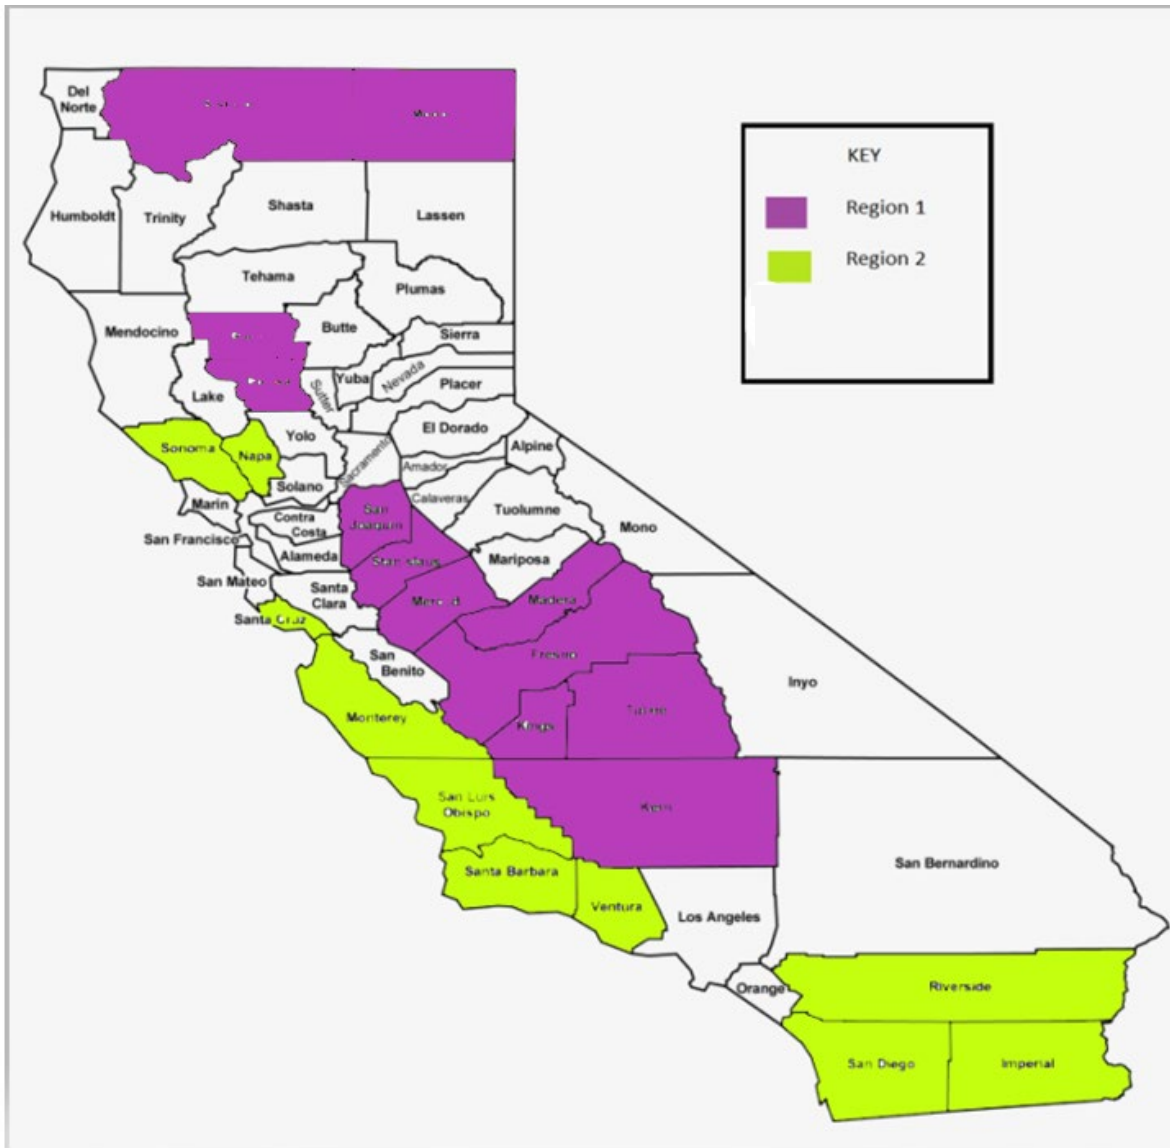 KEY
Region 1
Region 2
Del
Norte
Humboldt
Trinity
Shasta
Lassen
Tehama
Plumas
Mendocino
Butte
Sierra
Lake
Sutter
Yuba
Nevada
Placer
Sonoma
Napa
Yolo
Sacramento
El Dorado
Alpine
Amador
Solano
Calaveras
Marin
San
Joaquin
Tuolumne
Mono
Contra
Costa
San Francisco
Alameda
Stanislaus
Mariposa
San Mateo
Santa
Clara
Merced
Madera
Santa Cruz
San
Benito
Fresno
Inyo
Monterey
Kings
Tulare
San Luis
Obispo
Kern
San Bernardino
Santa Barbara
Ventura
Los Angeles
Orange
Riverside
San Diego
Imperial